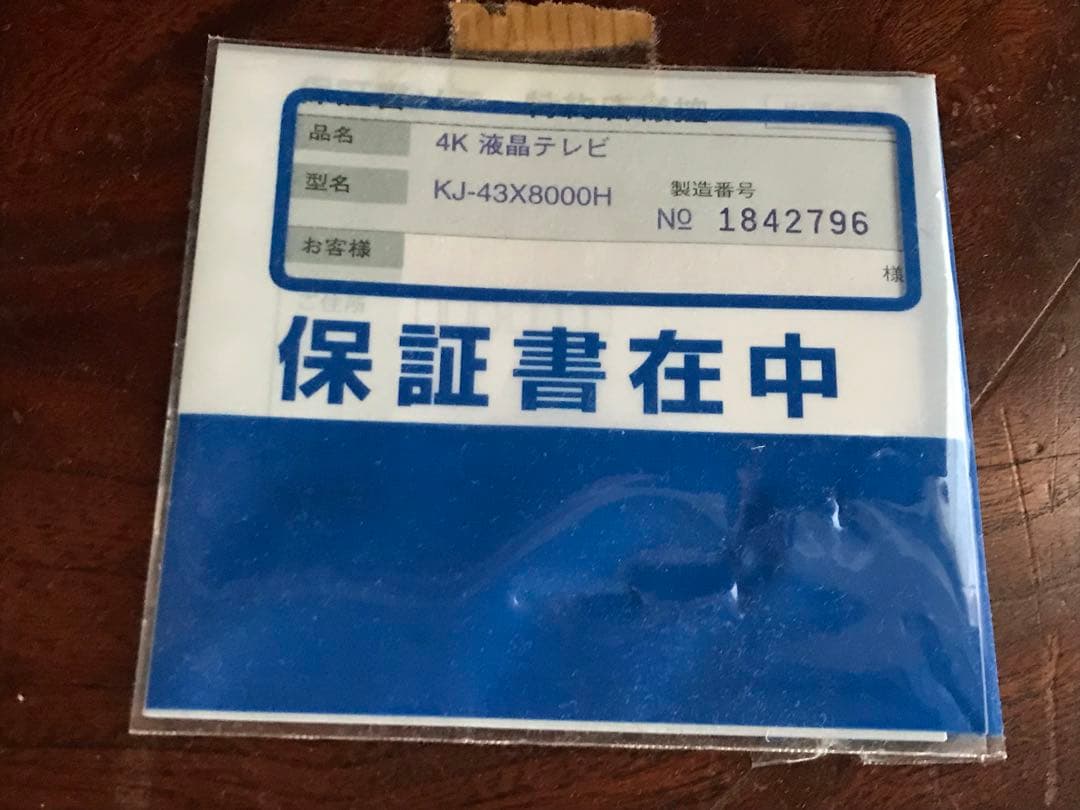 品名 4K 液晶テレビ
型名 KJ-43X8000H 製造番号
№ 1842796
お客様 様
保証書在中